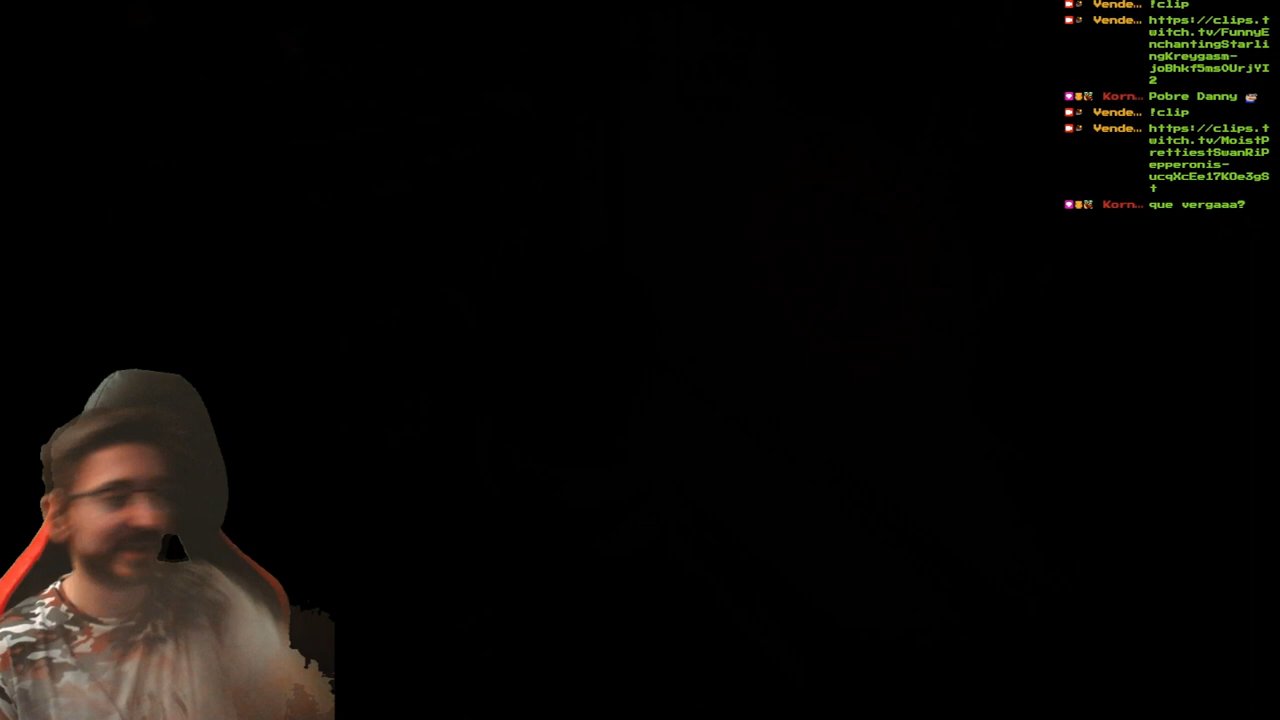 Vende… !clip
Vende… https://clips.t
witch.tv/FunnyE
nchantingStarli
ngKreygasm-
joBhkf5ms0UrjYI
2
Korn… Pobre Danny
Vende… !clip
Vende… https://clips.t
witch.tv/MoistP
rettiestSwanRiP
epperonis-
ucqXcEe17KOe3gS
t
Korn… que vergaaa?